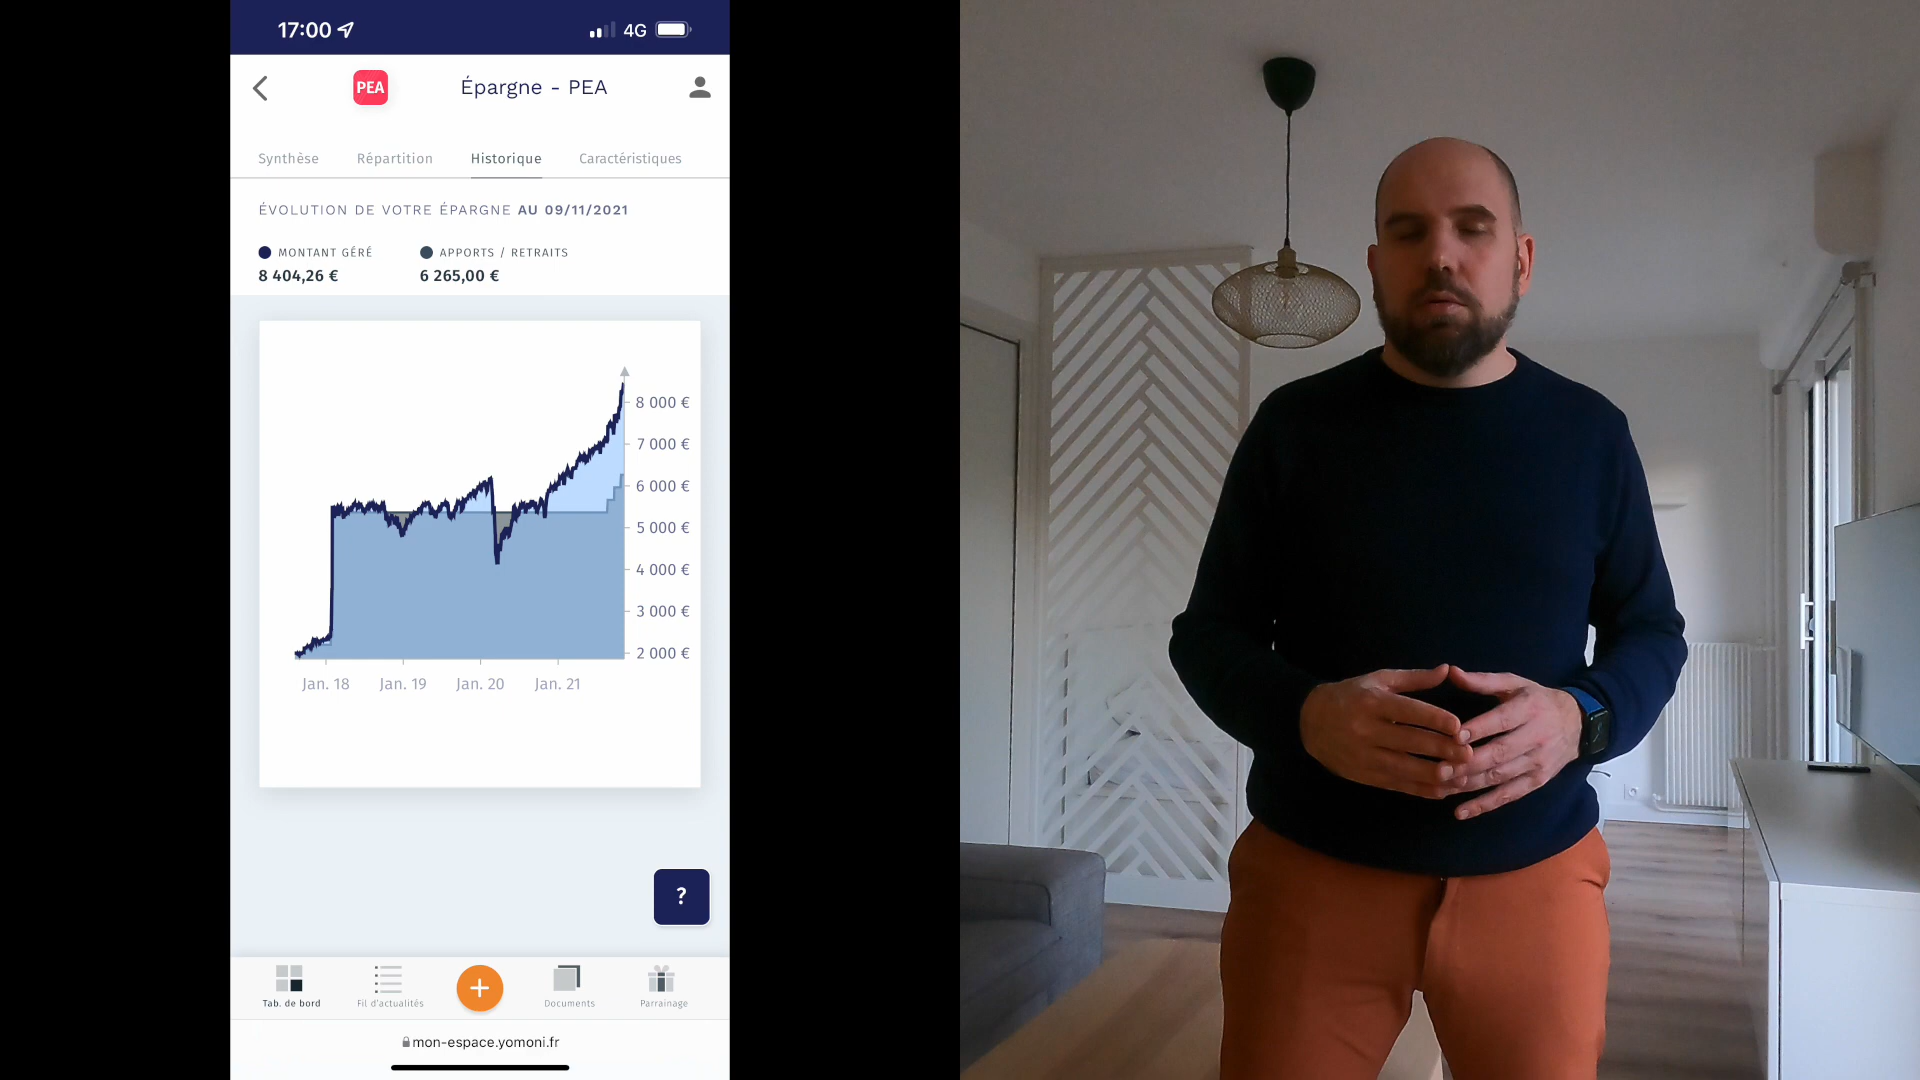 17:00
4G
PEA
Épargne - PEA
Synthèse Répartition Historique Caractéristiques
ÉVOLUTION DE VOTRE ÉPARGNE AU 09/11/2021
MONTANT GÉRÉ APPORTS / RETRAITS
8 404,26 € 6 265,00 €
8 000 €
7 000 €
6 000 €
5 000 €
4 000 €
3 000 €
2 000 €
Jan. 18 Jan. 19 Jan. 20 Jan. 21
?
+
Tab. de bord Fil d'actualités Documents Parrainage
mon-espace.yomoni.fr